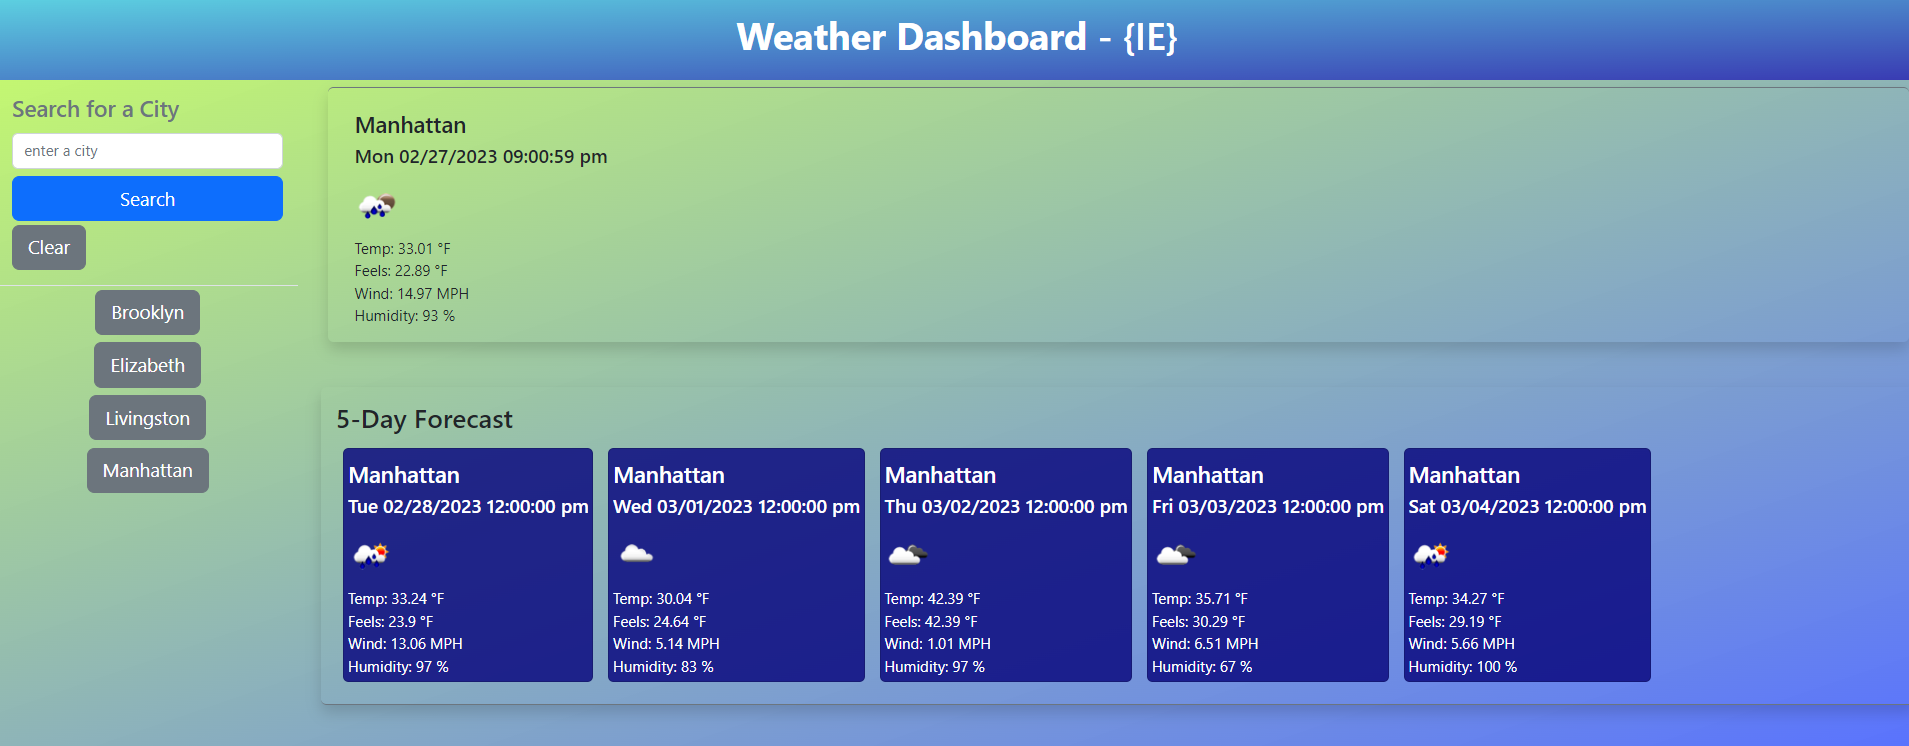 Weather Dashboard - {IE}
Search for a City
enter a city
Search
Clear
Brooklyn
Elizabeth
Livingston
Manhattan
Manhattan
Mon 02/27/2023 09:00:59 pm
Temp: 33.01 °F
Feels: 22.89 °F
Wind: 14.97 MPH
Humidity: 93 %
5-Day Forecast
Manhattan
Tue 02/28/2023 12:00:00 pm
Temp: 33.24 °F
Feels: 23.9 °F
Wind: 13.06 MPH
Humidity: 97 %
Manhattan
Wed 03/01/2023 12:00:00 pm
Temp: 30.04 °F
Feels: 24.64 °F
Wind: 5.14 MPH
Humidity: 83 %
Manhattan
Thu 03/02/2023 12:00:00 pm
Temp: 42.39 °F
Feels: 42.39 °F
Wind: 1.01 MPH
Humidity: 97 %
Manhattan
Fri 03/03/2023 12:00:00 pm
Temp: 35.71 °F
Feels: 30.29 °F
Wind: 6.51 MPH
Humidity: 67 %
Manhattan
Sat 03/04/2023 12:00:00 pm
Temp: 34.27 °F
Feels: 29.19 °F
Wind: 5.66 MPH
Humidity: 100 %